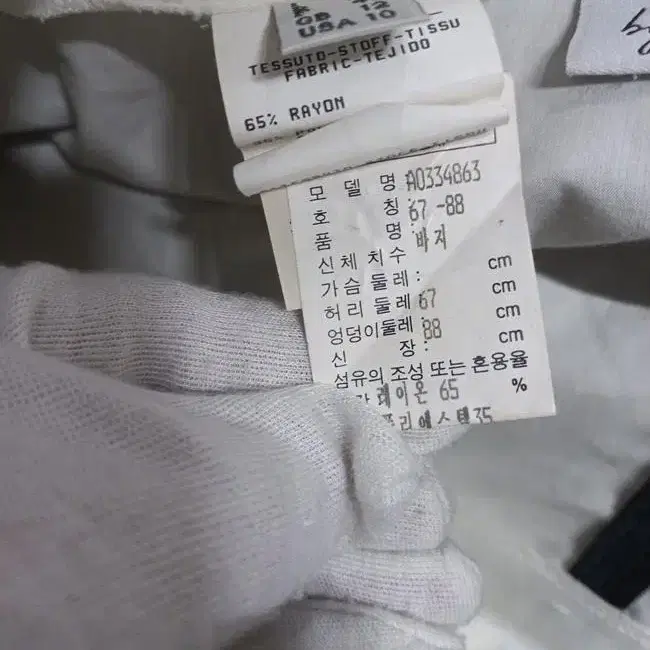 GB 12
USA 10
TESSUTO-STOFF-TISSU
FABRIC-TEJIDO
65% RAYON
모 델 명:A0334863
호 칭:67-88
품 명:바지
신체 치수
가슴 둘레: cm
허리 둘레:67 cm
엉덩이둘레:88 cm
신 장:
섬유의 조성 또는 혼용율
레이온 65 %
폴리에스텔35